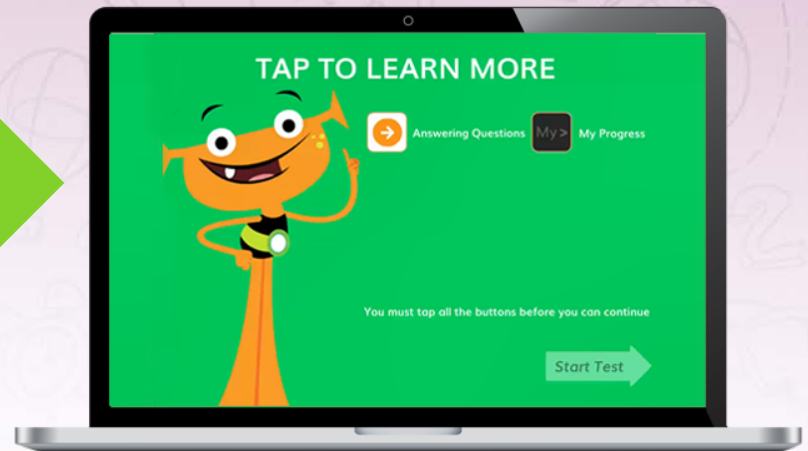 TAP TO LEARN MORE
Answering Questions My> My Progress
You must tap all the buttons before you can continue
Start Test